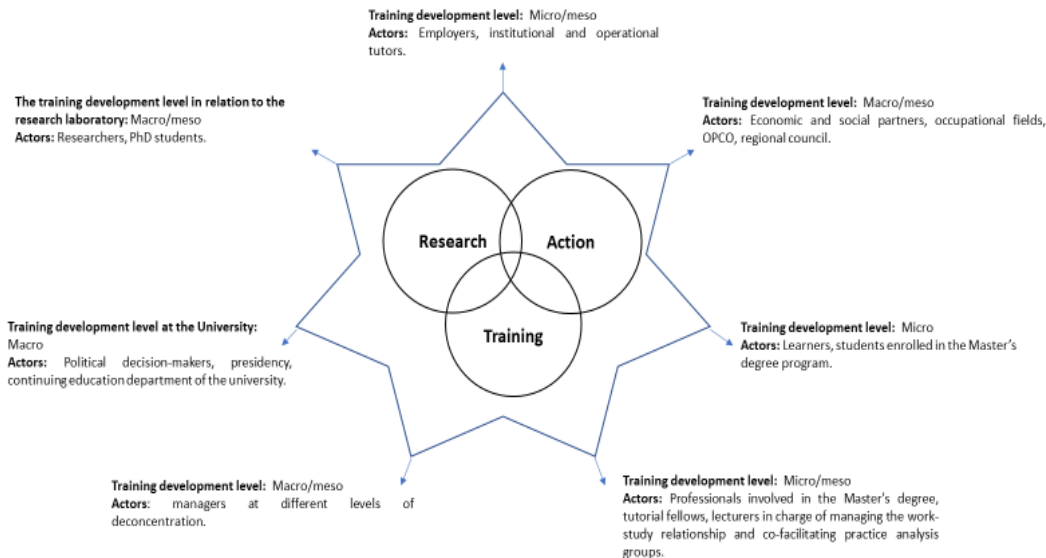 Training development level: Micro/meso
Actors: Employers, institutional and operational
tutors.
The training development level in relation to the
research laboratory: Macro/meso
Actors: Researchers, PhD students.
Training development level: Macro/meso
Actors: Economic and social partners, occupational fields,
OPCO, regional council.
Research
Action
Training
Training development level at the University:
Macro
Actors: Political decision-makers, presidency,
continuing education department of the university.
Training development level: Micro
Actors: Learners, students enrolled in the Master's
degree program.
Training development level: Macro/meso
Actors: managers at different levels of
deconcentration.
Training development level: Micro/meso
Actors: Professionals involved in the Master's degree,
tutorial fellows, lecturers in charge of managing the work-
study relationship and co-facilitating practice analysis
groups.